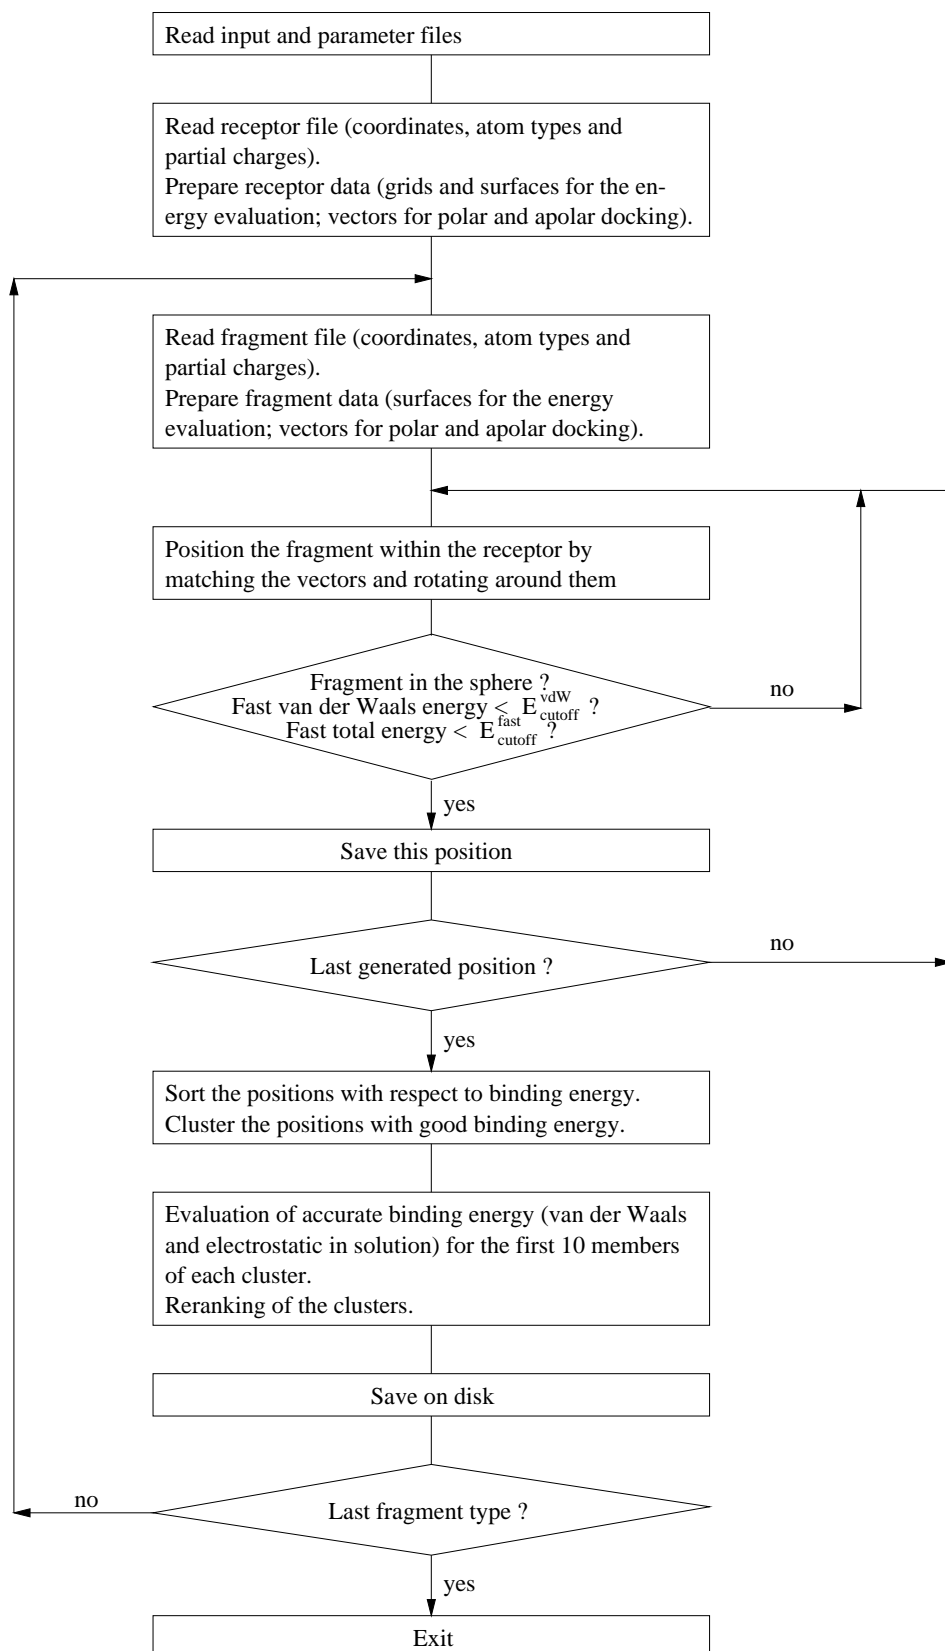 Read input and parameter files
Read receptor file (coordinates, atom types and
partial charges).
Prepare receptor data (grids and surfaces for the en-
ergy evaluation; vectors for polar and apolar docking).
Read fragment file (coordinates, atom types and
partial charges).
Prepare fragment data (surfaces for the energy
evaluation; vectors for polar and apolar docking).
Position the fragment within the receptor by
matching the vectors and rotating around them
Fragment in the sphere ?
Fast van der Waals energy < E vdW cutoff ?
Fast total energy < E fast cutoff ?
no
yes
Save this position
Last generated position ?
no
yes
Sort the positions with respect to binding energy.
Cluster the positions with good binding energy.
Evaluation of accurate binding energy (van der Waals
and electrostatic in solution) for the first 10 members
of each cluster.
Reranking of the clusters.
Save on disk
Last fragment type ?
no
yes
Exit